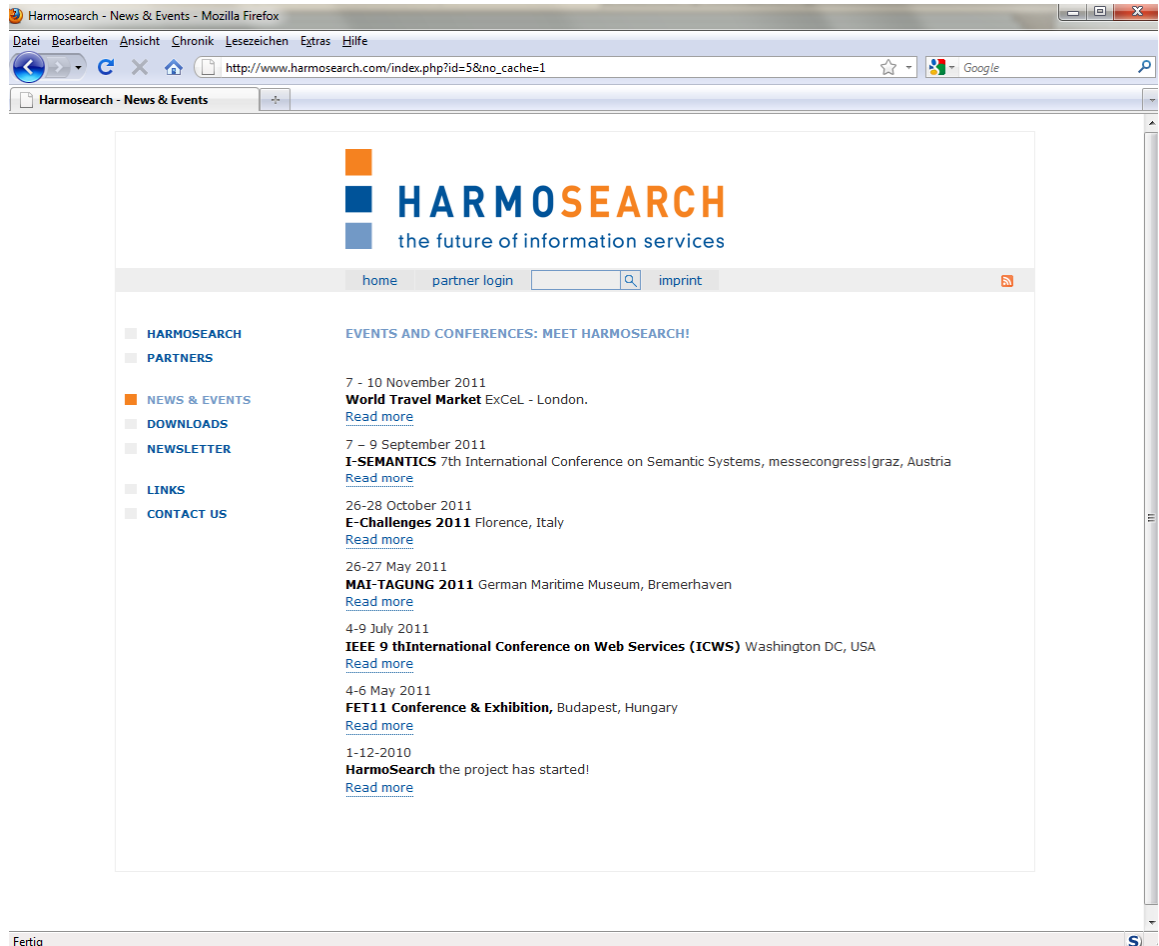 Harmosearch - News & Events - Mozilla Firefox
Datei Bearbeiten Ansicht Chronik Lesezeichen Extras Hilfe
http://www.harmosearch.com/index.php?id=5&no_cache=1
Google
Harmosearch - News & Events
HARMOSEARCH
the future of information services
home partner login imprint
HARMOSEARCH
PARTNERS
NEWS & EVENTS
DOWNLOADS
NEWSLETTER
LINKS
CONTACT US
EVENTS AND CONFERENCES: MEET HARMOSEARCH!
7 - 10 November 2011
World Travel Market ExCeL - London.
Read more
7 – 9 September 2011
I-SEMANTICS 7th International Conference on Semantic Systems, messecongress|graz, Austria
Read more
26-28 October 2011
E-Challenges 2011 Florence, Italy
Read more
26-27 May 2011
MAI-TAGUNG 2011 German Maritime Museum, Bremerhaven
Read more
4-9 July 2011
IEEE 9 thInternational Conference on Web Services (ICWS) Washington DC, USA
Read more
4-6 May 2011
FET11 Conference & Exhibition, Budapest, Hungary
Read more
1-12-2010
HarmoSearch the project has started!
Read more
Fertig